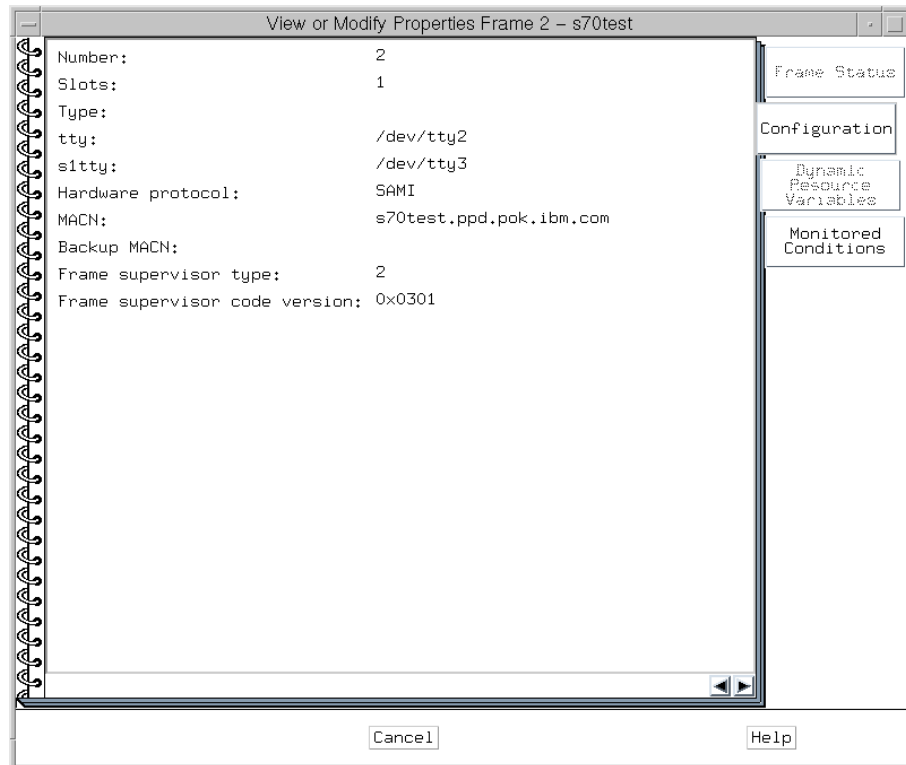 View or Modify Properties Frame 2 – s70test
Number: 2
Slots: 1
Type:
tty: /dev/tty2
s1tty: /dev/tty3
Hardware protocol: SAMI
MACN: s70test.ppd.pok.ibm.com
Backup MACN:
Frame supervisor type: 2
Frame supervisor code version: 0x0301
Frame Status
Configuration
Dynamic
Resource
Variables
Monitored
Conditions
Cancel
Help